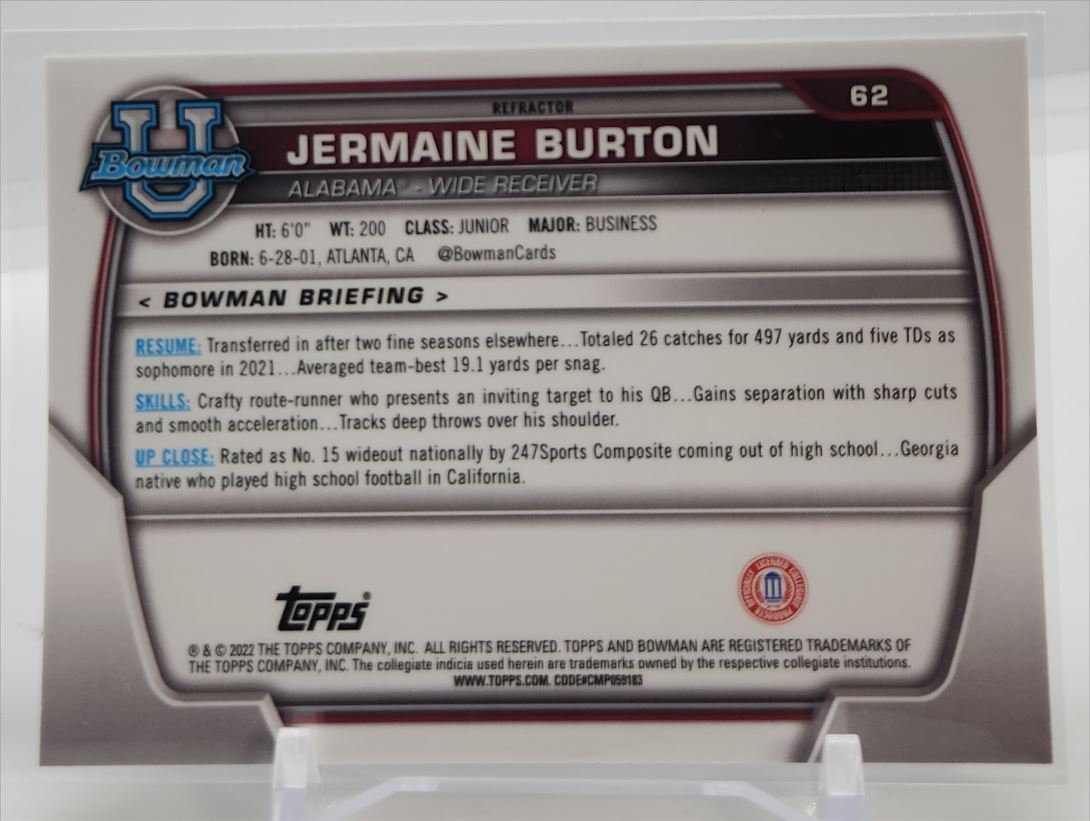 62
REFRACTOR
U
Bowman
JERMAINE BURTON
ALABAMA® - WIDE RECEIVER
HT: 6'0" WT: 200 CLASS: JUNIOR MAJOR: BUSINESS
BORN: 6-28-01, ATLANTA, CA @BowmanCards
< BOWMAN BRIEFING >
RESUME: Transferred in after two fine seasons elsewhere...Totaled 26 catches for 497 yards and five TDs as
sophomore in 2021...Averaged team-best 19.1 yards per snag.
SKILLS: Crafty route-runner who presents an inviting target to his QB...Gains separation with sharp cuts
and smooth acceleration...Tracks deep throws over his shoulder.
UP CLOSE: Rated as No. 15 wideout nationally by 247Sports Composite coming out of high school...Georgia
native who played high school football in California.
Topps®
OFFICIALLY LICENSED COLLEGIATE PRODUCTS
® & © 2022 THE TOPPS COMPANY, INC. ALL RIGHTS RESERVED. TOPPS AND BOWMAN ARE REGISTERED TRADEMARKS OF
THE TOPPS COMPANY, INC. The collegiate indicia used herein are trademarks owned by the respective collegiate institutions.
WWW.TOPPS.COM. CODE#CMP059183